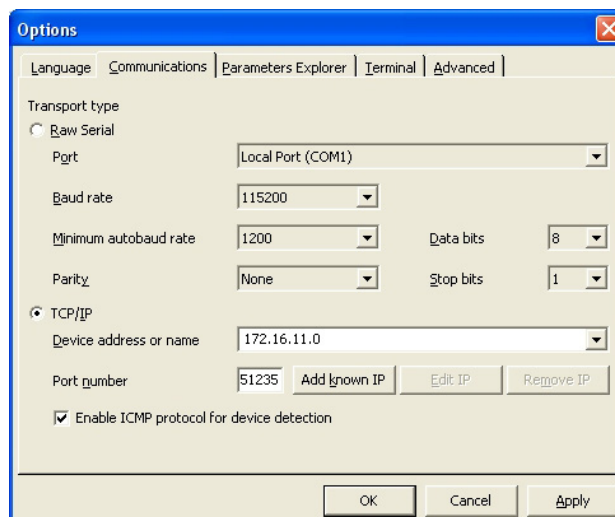 Options
Language Communications Parameters Explorer Terminal Advanced
Transport type
Raw Serial
Port Local Port (COM1)
Baud rate 115200
Minimum autobaud rate 1200 Data bits 8
Parity None Stop bits 1
TCP/IP
Device address or name 172.16.11.0
Port number 51235 Add known IP Edit IP Remove IP
Enable ICMP protocol for device detection
OK Cancel Apply